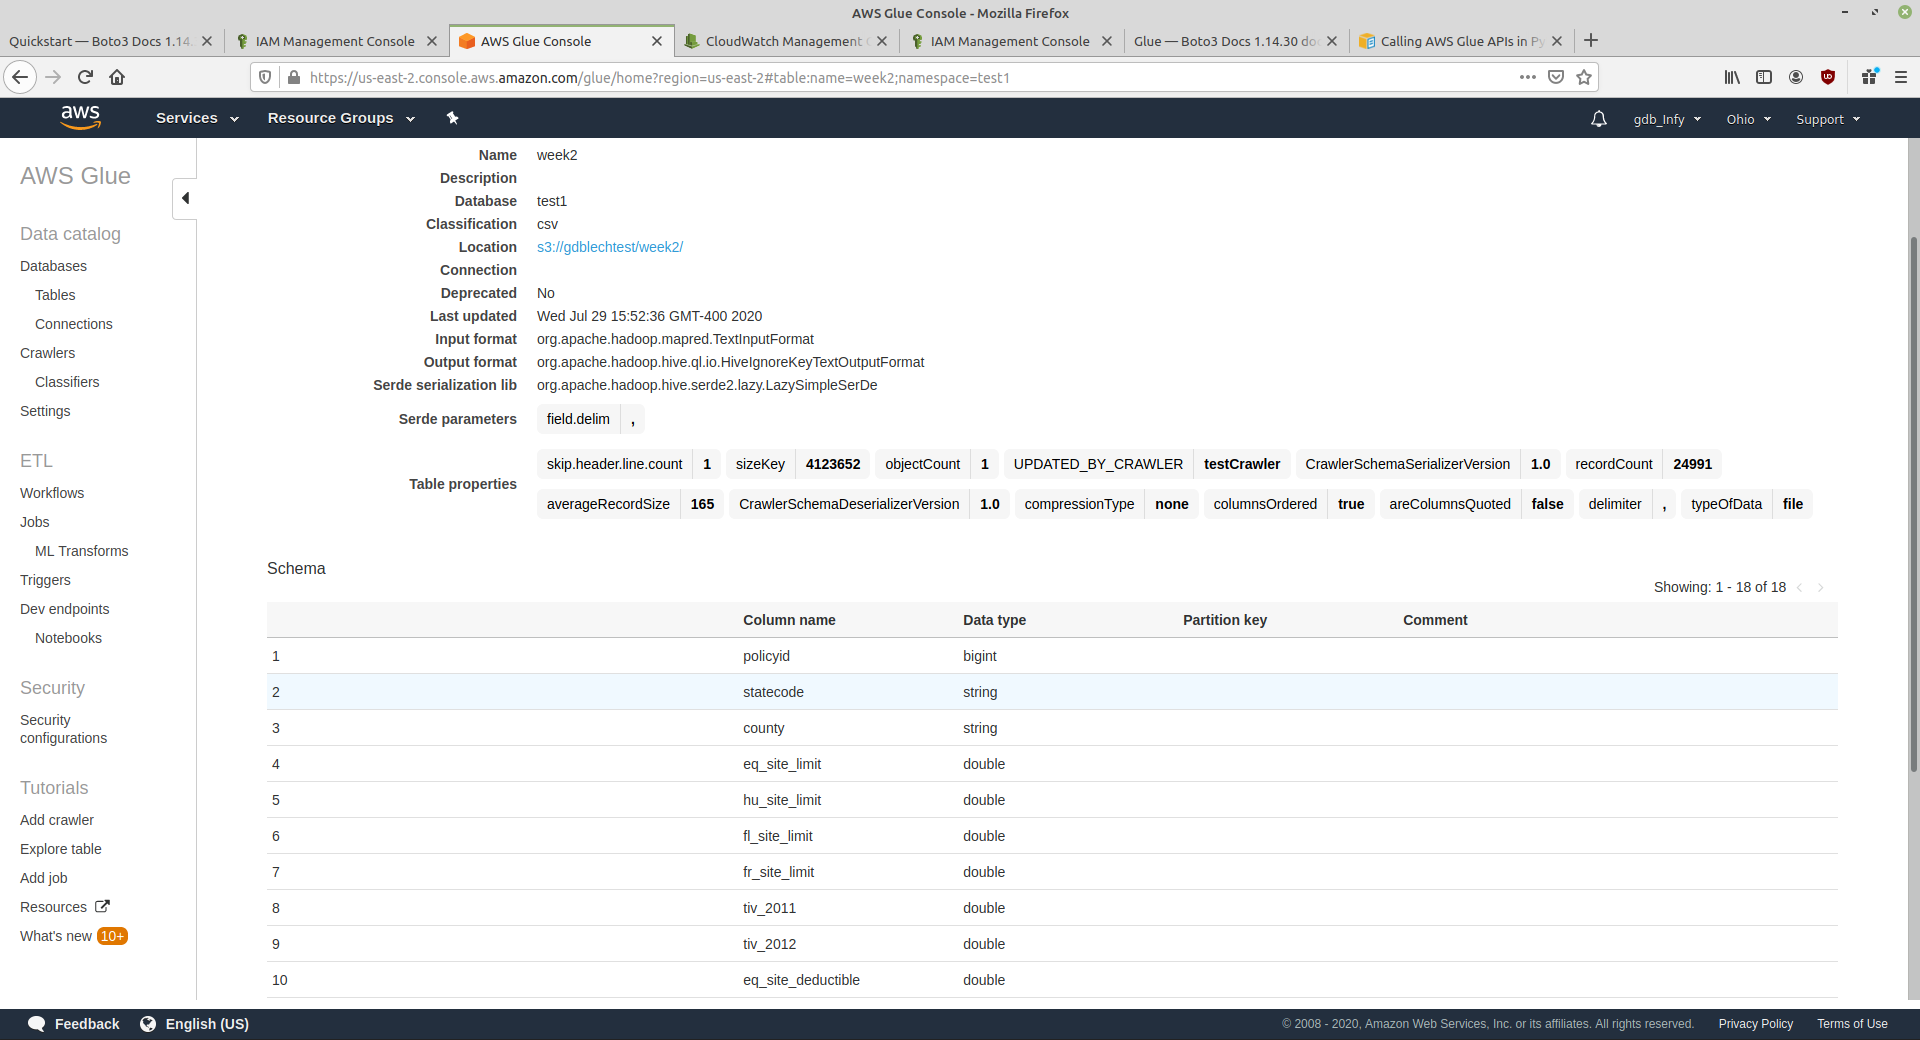 AWS Glue Console - Mozilla Firefox
Quickstart — Boto3 Docs 1.14. IAM Management Console AWS Glue Console CloudWatch Management IAM Management Console Glue — Boto3 Docs 1.14.30 do Calling AWS Glue APIs in Py
https://us-east-2.console.aws.amazon.com/glue/home?region=us-east-2#table:name=week2;namespace=test1
aws Services Resource Groups gdb_Infy Ohio Support
AWS Glue
Data catalog
Databases
Tables
Connections
Crawlers
Classifiers
Settings
ETL
Workflows
Jobs
ML Transforms
Triggers
Dev endpoints
Notebooks
Security
Security
configurations
Tutorials
Add crawler
Explore table
Add job
Resources
What's new 10+
Name week2
Description
Database test1
Classification csv
Location s3://gdblechtest/week2/
Connection
Deprecated No
Last updated Wed Jul 29 15:52:36 GMT-400 2020
Input format org.apache.hadoop.mapred.TextInputFormat
Output format org.apache.hadoop.hive.ql.io.HiveIgnoreKeyTextOutputFormat
Serde serialization lib org.apache.hadoop.hive.serde2.lazy.LazySimpleSerDe
Serde parameters field.delim ,
Table properties
skip.header.line.count 1 sizeKey 4123652 objectCount 1 UPDATED_BY_CRAWLER testCrawler CrawlerSchemaSerializerVersion 1.0 recordCount 24991
averageRecordSize 165 CrawlerSchemaDeserializerVersion 1.0 compressionType none columnsOrdered true areColumnsQuoted false delimiter , typeOfData file
Schema
Showing: 1 - 18 of 18 < >
Column name Data type Partition key Comment
1 policyid bigint
2 statecode string
3 county string
4 eq_site_limit double
5 hu_site_limit double
6 fl_site_limit double
7 fr_site_limit double
8 tiv_2011 double
9 tiv_2012 double
10 eq_site_deductible double
Feedback English (US) © 2008 - 2020, Amazon Web Services, Inc. or its affiliates. All rights reserved. Privacy Policy Terms of Use